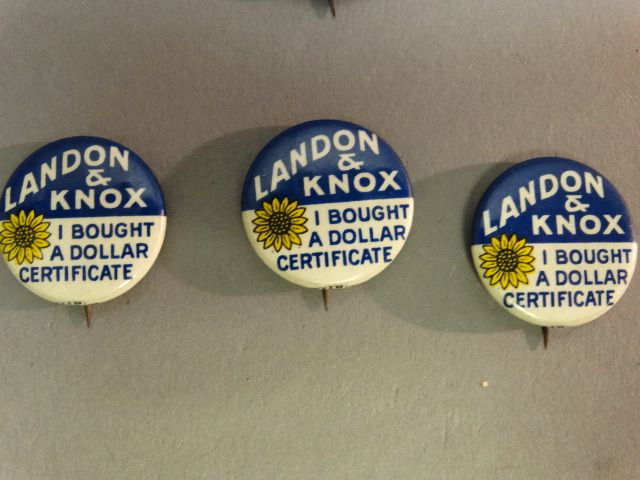 LANDON
&
KNOX
I BOUGHT
A DOLLAR
CERTIFICATE
LANDON
&
KNOX
I BOUGHT
A DOLLAR
CERTIFICATE
LANDON
&
KNOX
I BOUGHT
A DOLLAR
CERTIFICATE